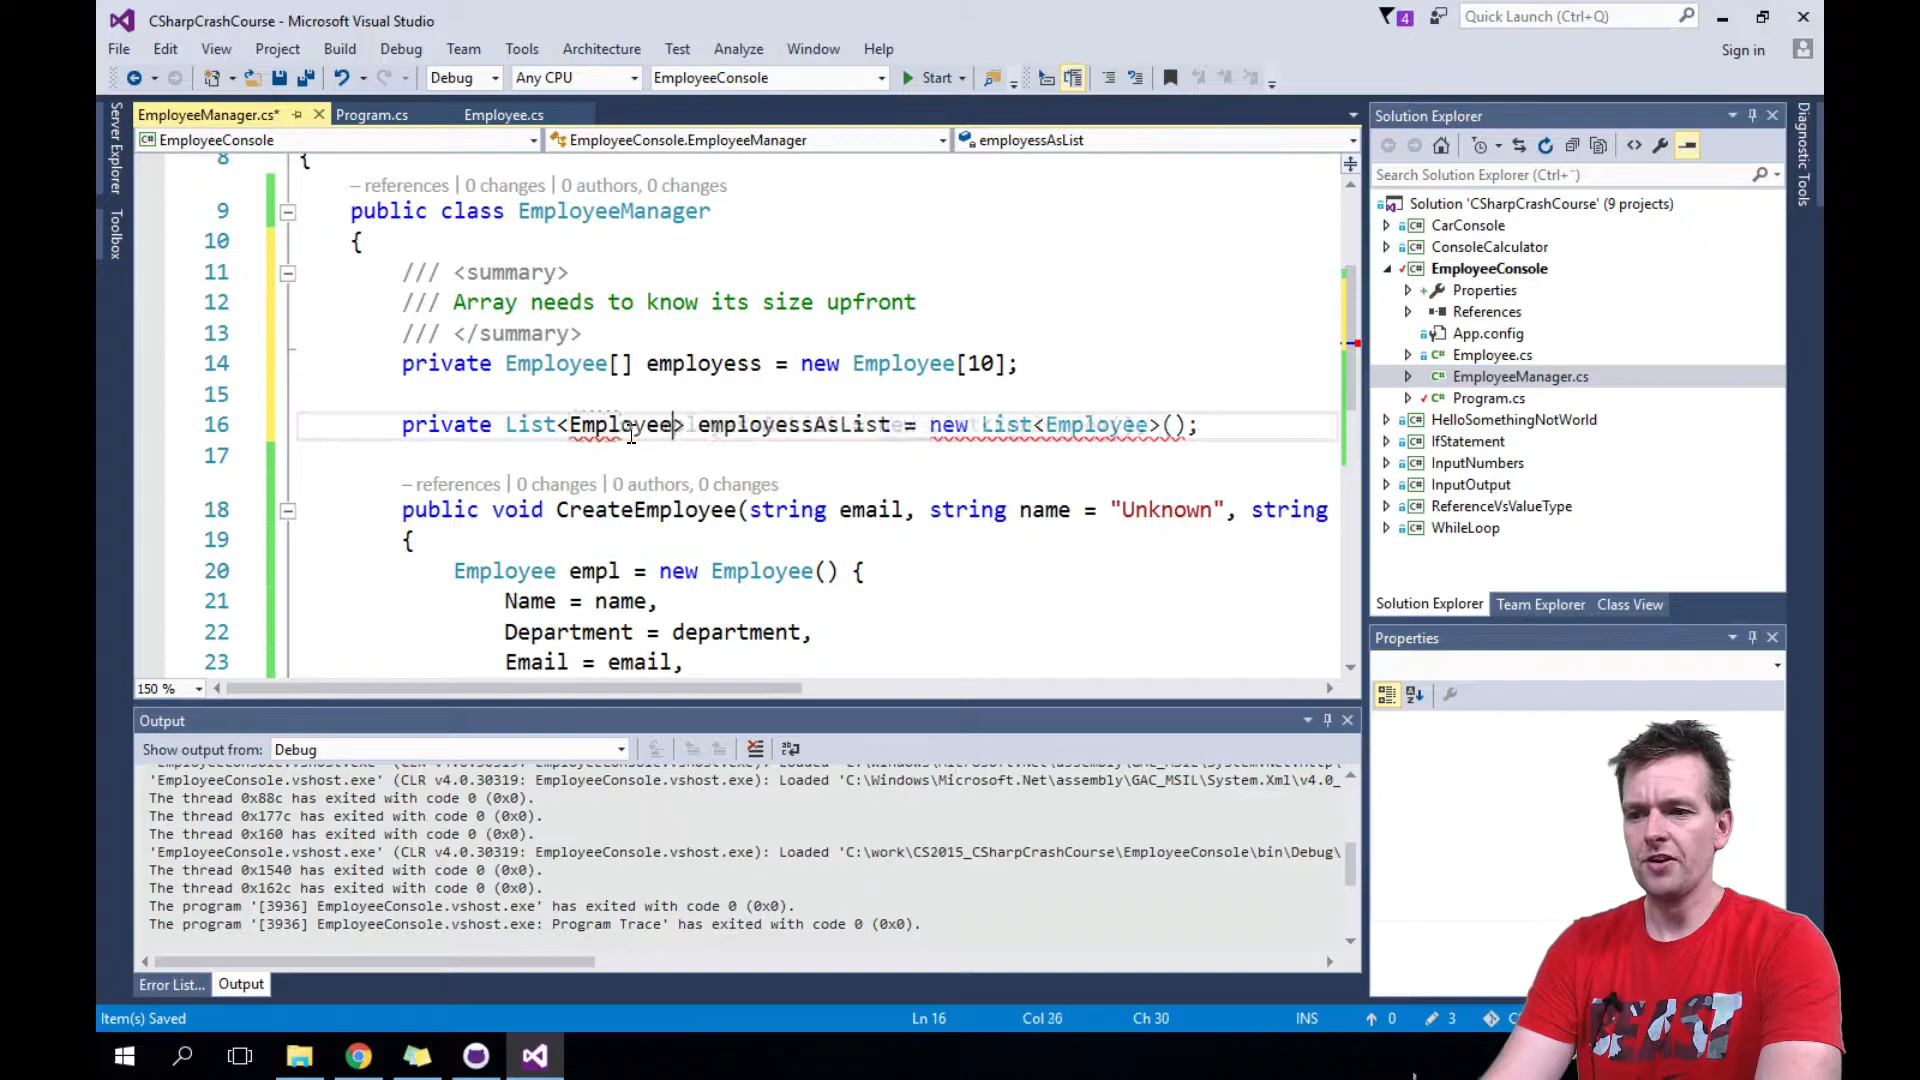 CSharpCrashCourse - Microsoft Visual Studio
4
Quick Launch (Ctrl+Q)
File Edit View Project Build Debug Team Tools Architecture Test Analyze Window Help
Sign in
Debug Any CPU EmployeeConsole Start
Server Explorer
Toolbox
EmployeeManager.cs* Program.cs Employee.cs
EmployeeConsole EmployeeConsole.EmployeeManager employessAsList
8 {
– references | 0 changes | 0 authors, 0 changes
9 public class EmployeeManager
10 {
11 /// <summary>
12 /// Array needs to know its size upfront
13 /// </summary>
14 private Employee[] employess = new Employee[10];
15
16 private List<Employee> employessAsList = new List<Employee>();
17
– references | 0 changes | 0 authors, 0 changes
18 public void CreateEmployee(string email, string name = "Unknown", string
19 {
20 Employee empl = new Employee() {
21 Name = name,
22 Department = department,
23 Email = email,
150 %
Output
Show output from: Debug
'EmployeeConsole.vshost.exe' (CLR v4.0.30319: EmployeeConsole.vshost.exe): Loaded 'C:\Windows\Microsoft.Net\assembly\GAC_MSIL\System.Xml\v4.0_
The thread 0x88c has exited with code 0 (0x0).
The thread 0x177c has exited with code 0 (0x0).
The thread 0x160 has exited with code 0 (0x0).
'EmployeeConsole.vshost.exe' (CLR v4.0.30319: EmployeeConsole.vshost.exe): Loaded 'C:\work\CS2015_CSharpCrashCourse\EmployeeConsole\bin\Debug\
The thread 0x1540 has exited with code 0 (0x0).
The thread 0x162c has exited with code 0 (0x0).
The program '[3936] EmployeeConsole.vshost.exe' has exited with code 0 (0x0).
The program '[3936] EmployeeConsole.vshost.exe: Program Trace' has exited with code 0 (0x0).
Error List... Output
Item(s) Saved Ln 16 Col 26 Ch 30 INS 0 3
Solution Explorer
Search Solution Explorer (Ctrl+¨)
Solution 'CSharpCrashCourse' (9 projects)
CarConsole
ConsoleCalculator
EmployeeConsole
Properties
References
App.config
Employee.cs
EmployeeManager.cs
Program.cs
HelloSomethingNotWorld
IfStatement
InputNumbers
InputOutput
ReferenceVsValueType
WhileLoop
Solution Explorer Team Explorer Class View
Properties
Diagnostic Tools
BEAST